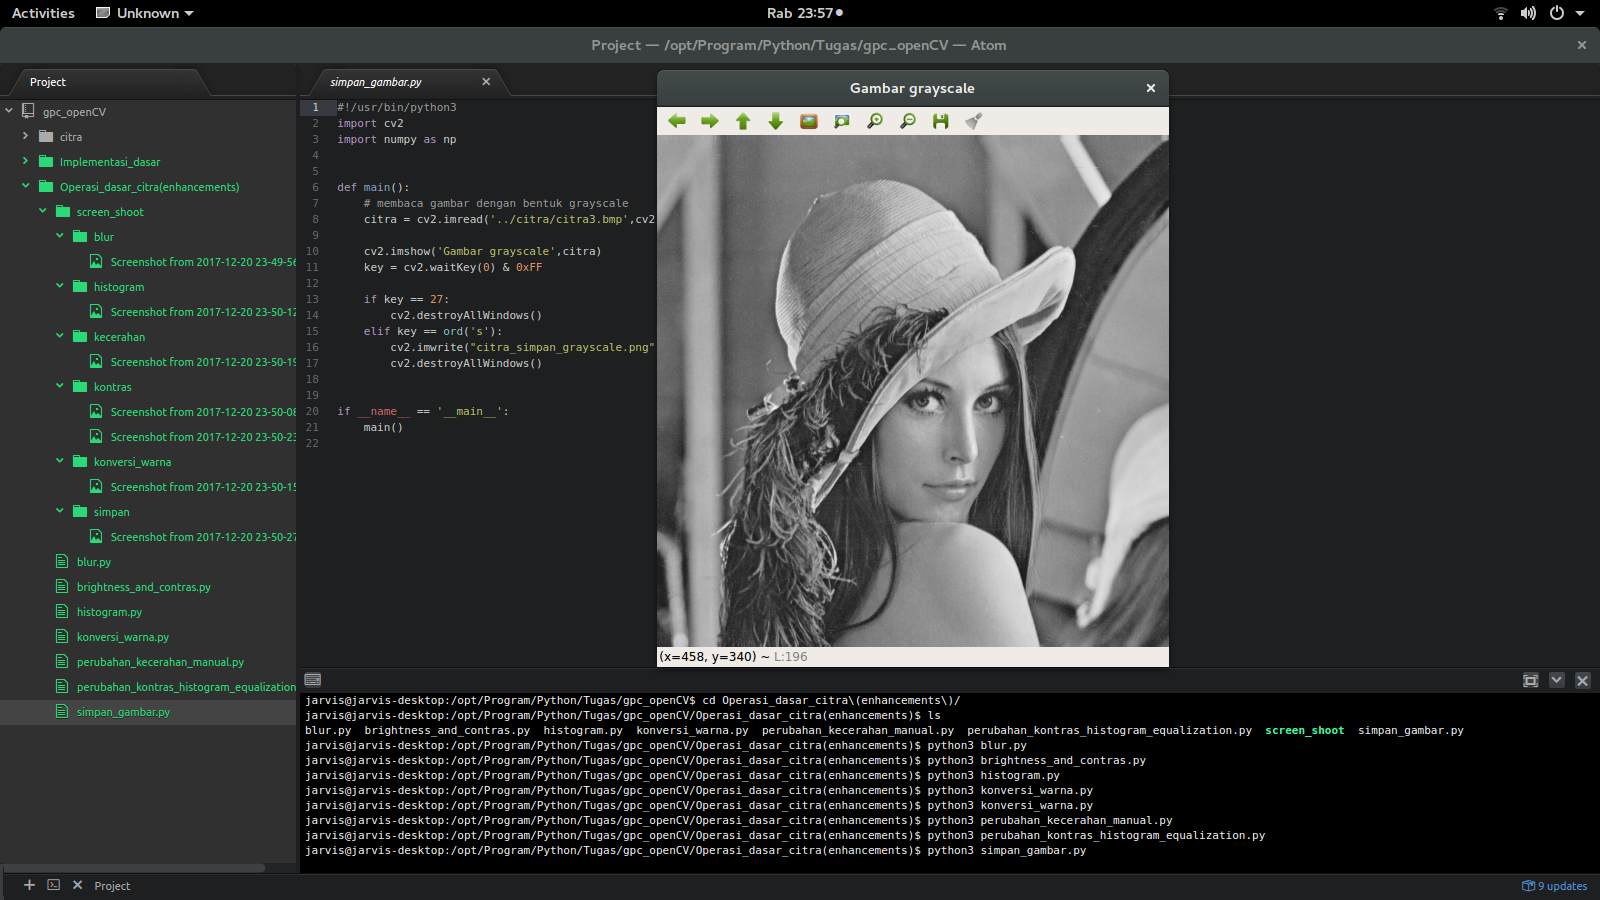 Activities
Unknown
Rab 23:57
Project — /opt/Program/Python/Tugas/gpc_openCV — Atom
Project
gpc_openCV
citra
Implementasi_dasar
Operasi_dasar_citra(enhancements)
screen_shoot
blur
Screenshot from 2017-12-20 23-49-56
histogram
Screenshot from 2017-12-20 23-50-12
kecerahan
Screenshot from 2017-12-20 23-50-19
kontras
Screenshot from 2017-12-20 23-50-08
Screenshot from 2017-12-20 23-50-23
konversi_warna
Screenshot from 2017-12-20 23-50-15
simpan
Screenshot from 2017-12-20 23-50-27
blur.py
brightness_and_contras.py
histogram.py
konversi_warna.py
perubahan_kecerahan_manual.py
perubahan_kontras_histogram_equalization
simpan_gambar.py
simpan_gambar.py
1 #!/usr/bin/python3
2 import cv2
3 import numpy as np
4
5
6 def main():
7 # membaca gambar dengan bentuk grayscale
8 citra = cv2.imread('../citra/citra3.bmp',cv2
9
10 cv2.imshow('Gambar grayscale',citra)
11 key = cv2.waitKey(0) & 0xFF
12
13 if key == 27:
14 cv2.destroyAllWindows()
15 elif key == ord('s'):
16 cv2.imwrite("citra_simpan_grayscale.png"
17 cv2.destroyAllWindows()
18
19
20 if __name__ == '__main__':
21 main()
22
Gambar grayscale
(x=458, y=340) ~ L:196
jarvis@jarvis-desktop:/opt/Program/Python/Tugas/gpc_openCV$ cd Operasi_dasar_citra\(enhancements\)/
jarvis@jarvis-desktop:/opt/Program/Python/Tugas/gpc_openCV/Operasi_dasar_citra(enhancements)$ ls
blur.py brightness_and_contras.py histogram.py konversi_warna.py perubahan_kecerahan_manual.py perubahan_kontras_histogram_equalization.py screen_shoot simpan_gambar.py
jarvis@jarvis-desktop:/opt/Program/Python/Tugas/gpc_openCV/Operasi_dasar_citra(enhancements)$ python3 blur.py
jarvis@jarvis-desktop:/opt/Program/Python/Tugas/gpc_openCV/Operasi_dasar_citra(enhancements)$ python3 brightness_and_contras.py
jarvis@jarvis-desktop:/opt/Program/Python/Tugas/gpc_openCV/Operasi_dasar_citra(enhancements)$ python3 histogram.py
jarvis@jarvis-desktop:/opt/Program/Python/Tugas/gpc_openCV/Operasi_dasar_citra(enhancements)$ python3 konversi_warna.py
jarvis@jarvis-desktop:/opt/Program/Python/Tugas/gpc_openCV/Operasi_dasar_citra(enhancements)$ python3 konversi_warna.py
jarvis@jarvis-desktop:/opt/Program/Python/Tugas/gpc_openCV/Operasi_dasar_citra(enhancements)$ python3 perubahan_kecerahan_manual.py
jarvis@jarvis-desktop:/opt/Program/Python/Tugas/gpc_openCV/Operasi_dasar_citra(enhancements)$ python3 perubahan_kontras_histogram_equalization.py
jarvis@jarvis-desktop:/opt/Program/Python/Tugas/gpc_openCV/Operasi_dasar_citra(enhancements)$ python3 simpan_gambar.py
Project
9 updates